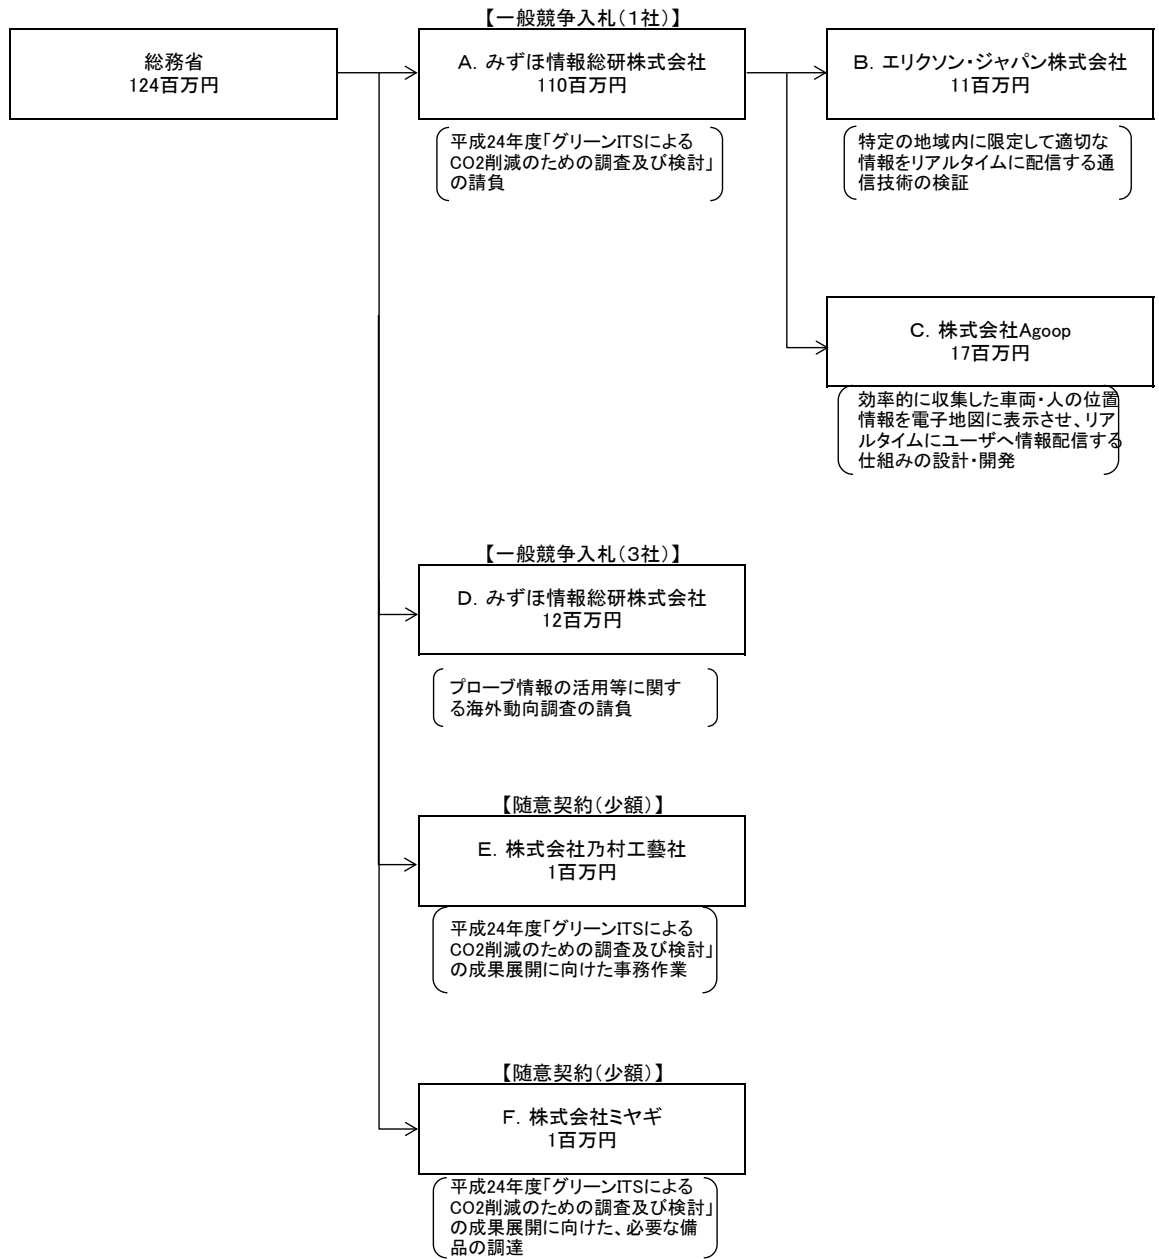 【一般競争入札（１社）】
総務省
124百万円
Ａ．みずほ情報総研株式会社
110百万円
Ｂ．エリクソン・ジャパン株式会社
11百万円
平成24年度「グリーンITSによる
CO2削減のための調査及び検討」
の請負
特定の地域内に限定して適切な
情報をリアルタイムに配信する通
信技術の検証
Ｃ．株式会社Agoop
17百万円
効率的に収集した車両・人の位置
情報を電子地図に表示させ、リア
ルタイムにユーザへ情報配信する
仕組みの設計・開発
【一般競争入札（３社）】
Ｄ．みずほ情報総研株式会社
12百万円
プローブ情報の活用等に関す
る海外動向調査の請負
【随意契約（少額）】
Ｅ．株式会社乃村工藝社
1百万円
平成24年度「グリーンITSによる
CO2削減のための調査及び検討」
の成果展開に向けた事務作業
【随意契約（少額）】
Ｆ．株式会社ミヤギ
1百万円
平成24年度「グリーンITSによる
CO2削減のための調査及び検討」
の成果展開に向けた、必要な備
品の調達